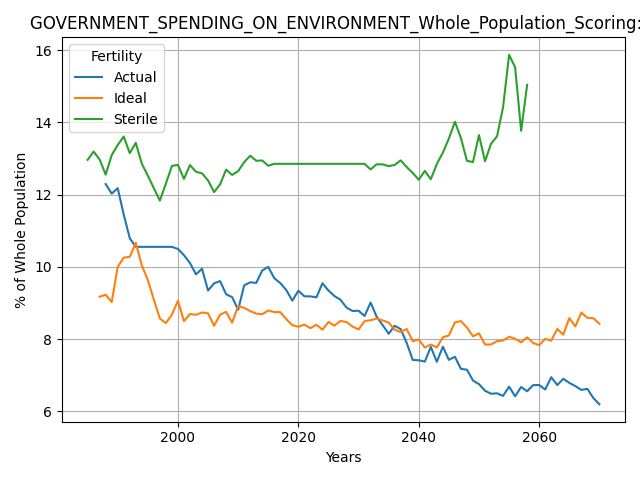 GOVERNMENT_SPENDING_ON_ENVIRONMENT_Whole_Population_Scoring:
Fertility
Actual
Ideal
Sterile
% of Whole Population
16
14
12
10
8
6
2000
2020
2040
2060
Years